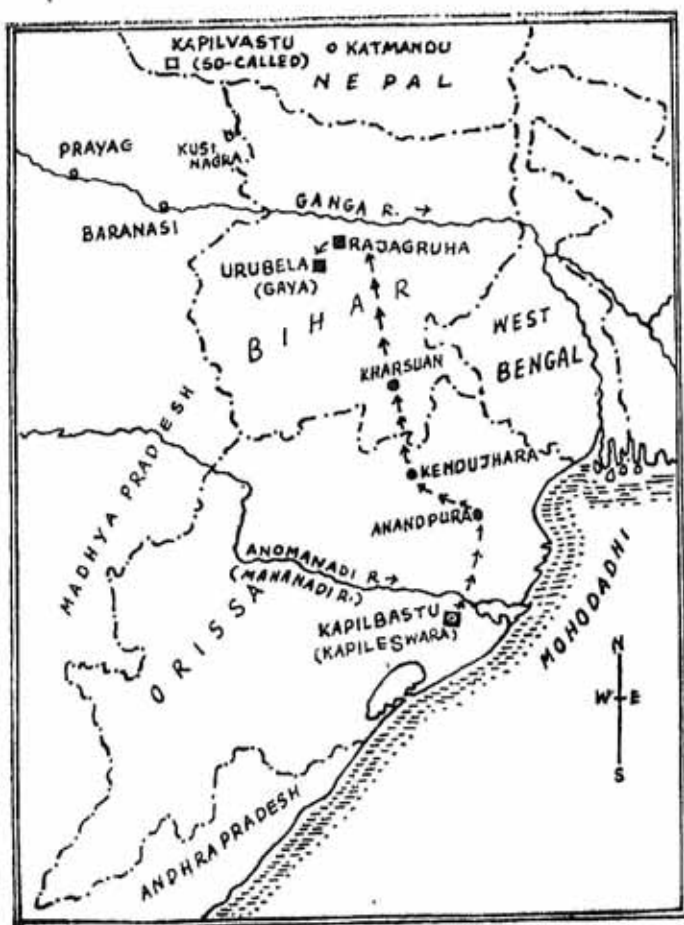 KAPILVASTU
(SO-CALLED)
KATMANDU
NEPAL
KUSI
NAGRA
PRAYAG
BARANASI
GANGA R. →
RAJAGRUHA
URUBELA
(GAYA)
BIHAR
WEST
BENGAL
KHARSUAN
MADHYA PRADESH
KENDUJHARA
ANANDPURA
ANOMANADI R →
(MAHANADI R.)
ORISSA
KAPILBASTU
(KAPILESWARA)
MOHODADHI
N
W E
S
ANDHRA PRADESH